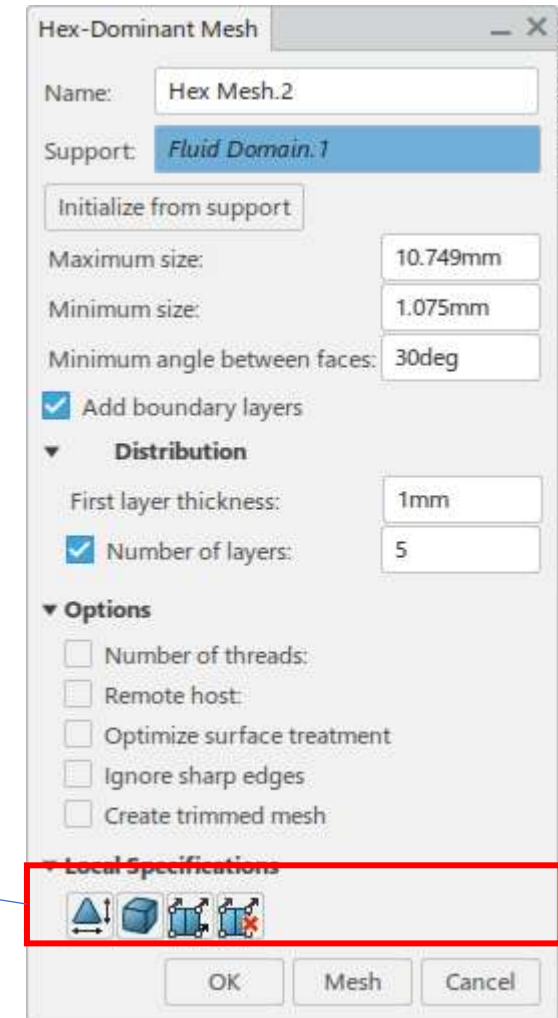 Hex-Dominant Mesh
Name: Hex Mesh.2
Support: Fluid Domain.1
Initialize from support
Maximum size: 10.749mm
Minimum size: 1.075mm
Minimum angle between faces: 30deg
Add boundary layers
Distribution
First layer thickness: 1mm
Number of layers: 5
Options
Number of threads:
Remote host:
Optimize surface treatment
Ignore sharp edges
Create trimmed mesh
Local Specifications
OK Mesh Cancel